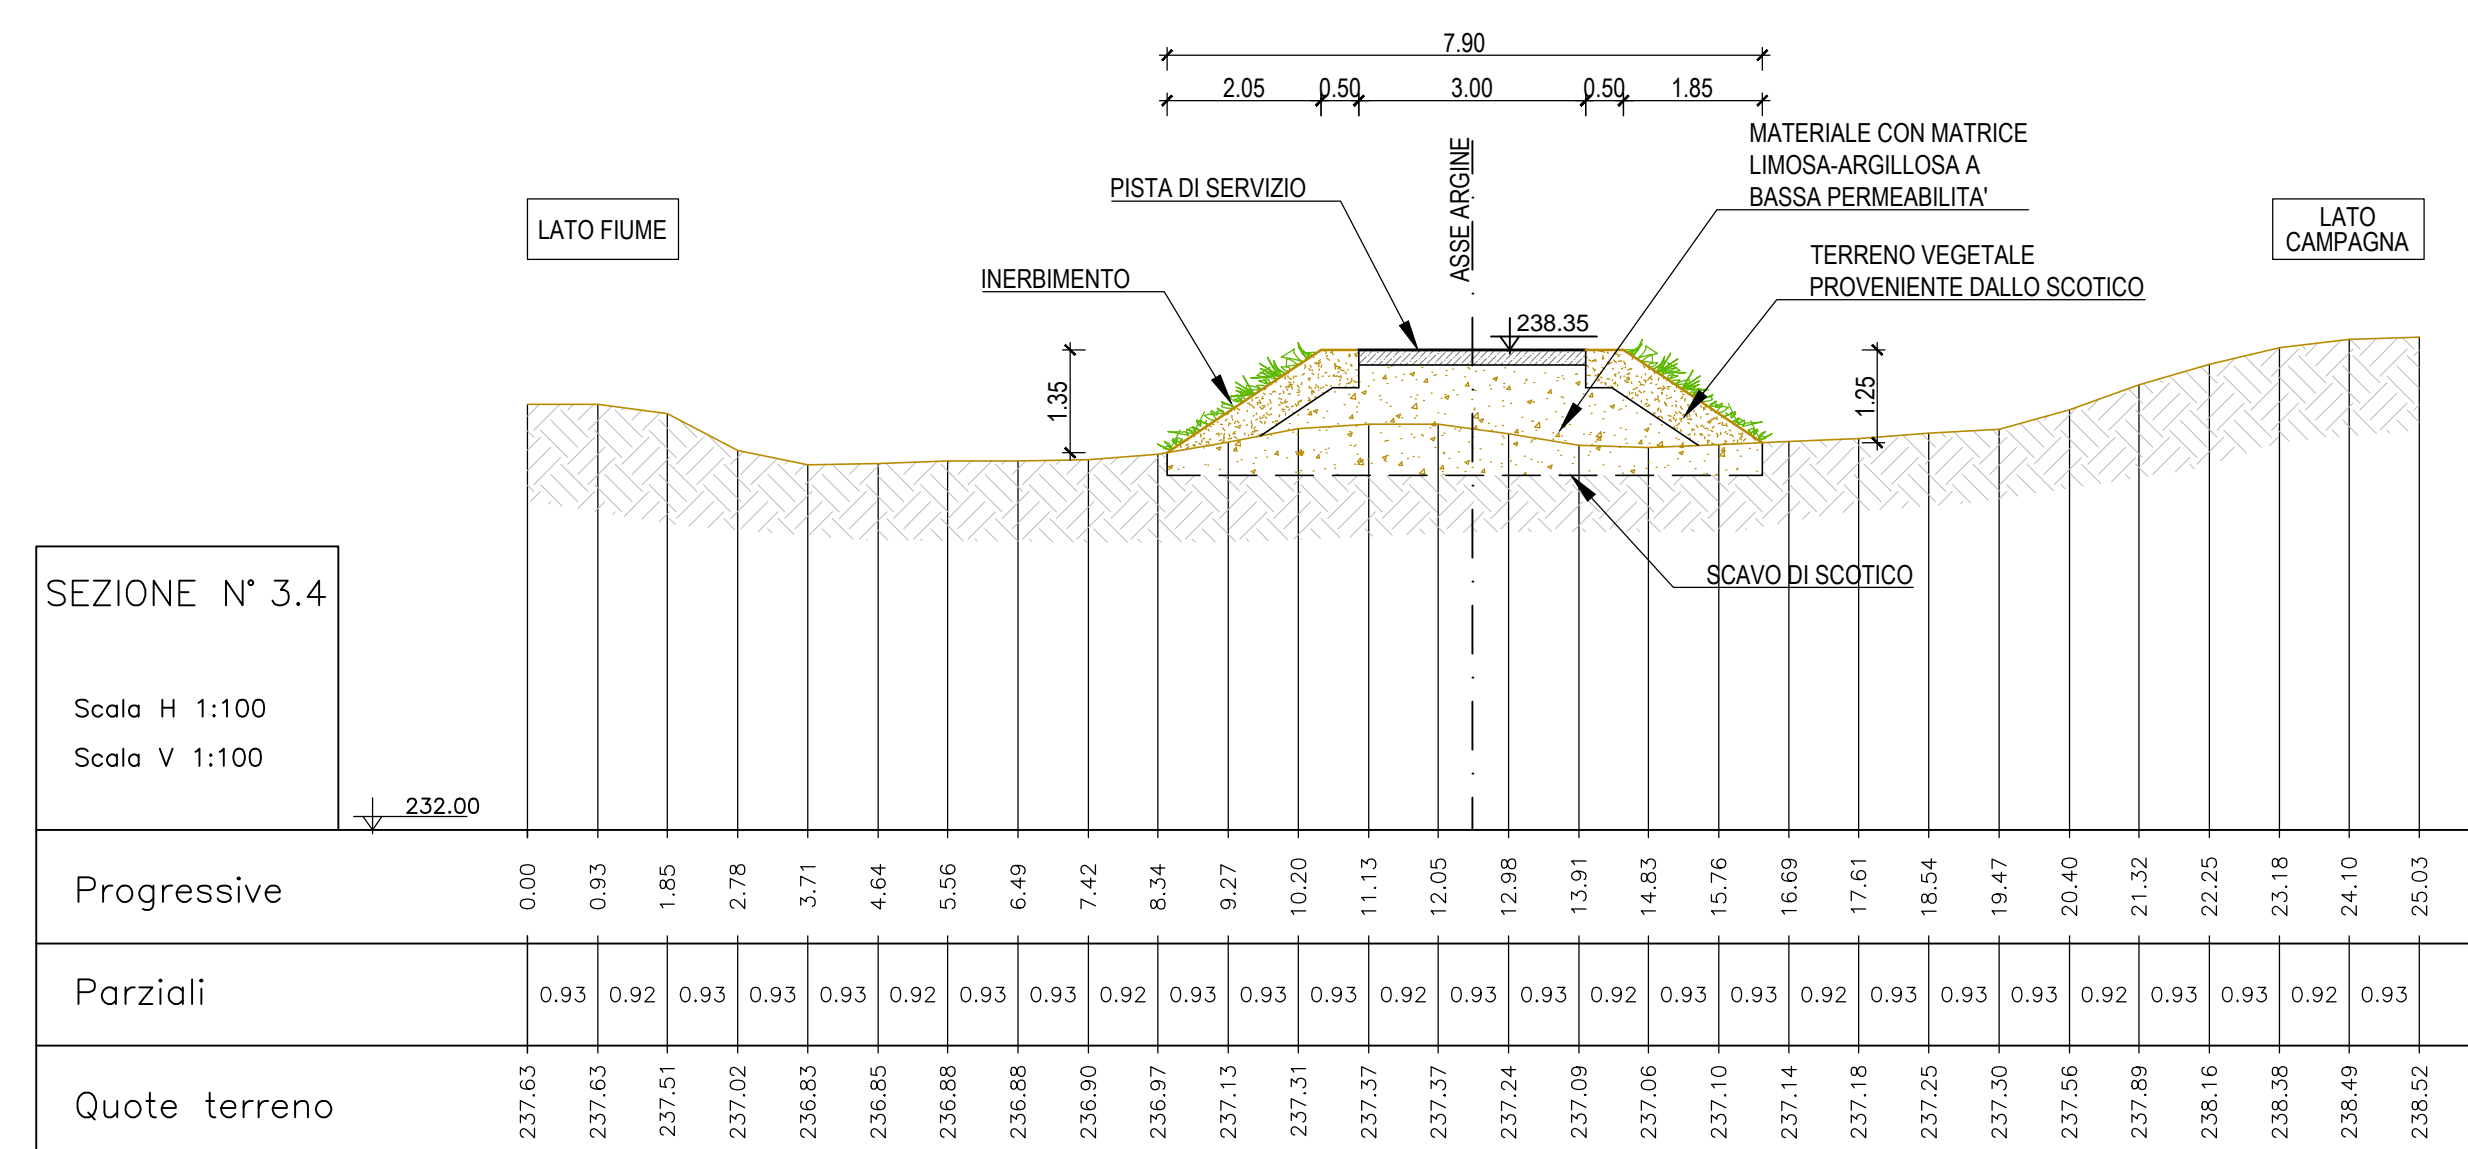 7.90
2.05 0.50 3.00 0.50 1.85
MATERIALE CON MATRICE
LIMOSA-ARGILLOSA A
BASSA PERMEABILITA'
ASSE ARGINE
PISTA DI SERVIZIO
LATO FIUME
LATO
CAMPAGNA
TERRENO VEGETALE
PROVENIENTE DALLO SCOTICO
INERBIMENTO
238.35
1.35
1.25
SCAVO DI SCOTICO
SEZIONE N° 3.4
Scala H 1:100
Scala V 1:100
232.00
Progressive 0.00 0.93 1.85 2.78 3.71 4.64 5.56 6.49 7.42 8.34 9.27 10.20 11.13 12.05 12.98 13.91 14.83 15.76 16.69 17.61 18.54 19.47 20.40 21.32 22.25 23.18 24.10 25.03
Parziali 0.93 0.92 0.93 0.93 0.93 0.92 0.93 0.93 0.92 0.93 0.93 0.93 0.92 0.93 0.93 0.92 0.93 0.93 0.92 0.93 0.93 0.93 0.92 0.93 0.93 0.92 0.93
Quote terreno 237.63 237.63 237.51 237.02 236.83 236.85 236.88 236.88 236.90 236.97 237.13 237.31 237.37 237.37 237.24 237.09 237.06 237.10 237.14 237.18 237.25 237.30 237.56 237.89 238.16 238.38 238.49 238.52